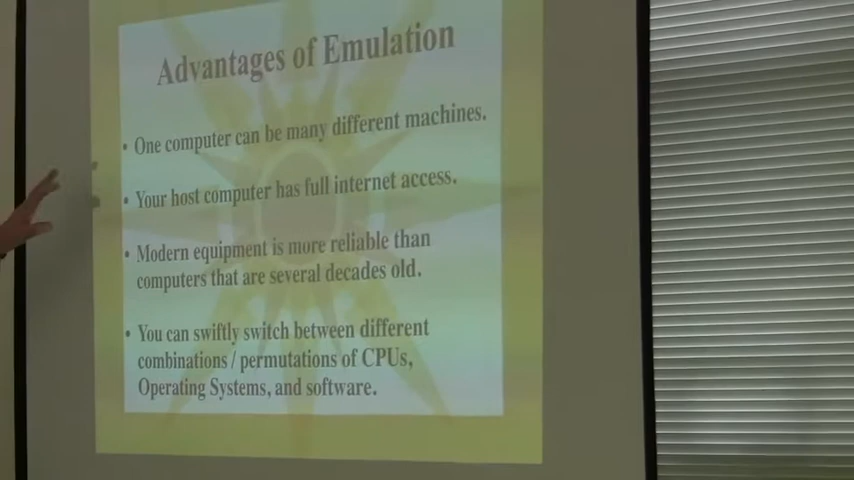 Advantages of Emulation
• One computer can be many different machines.
• Your host computer has full internet access.
• Modern equipment is more reliable than
computers that are several decades old.
• You can swiftly switch between different
combinations / permutations of CPUs,
Operating Systems, and software.